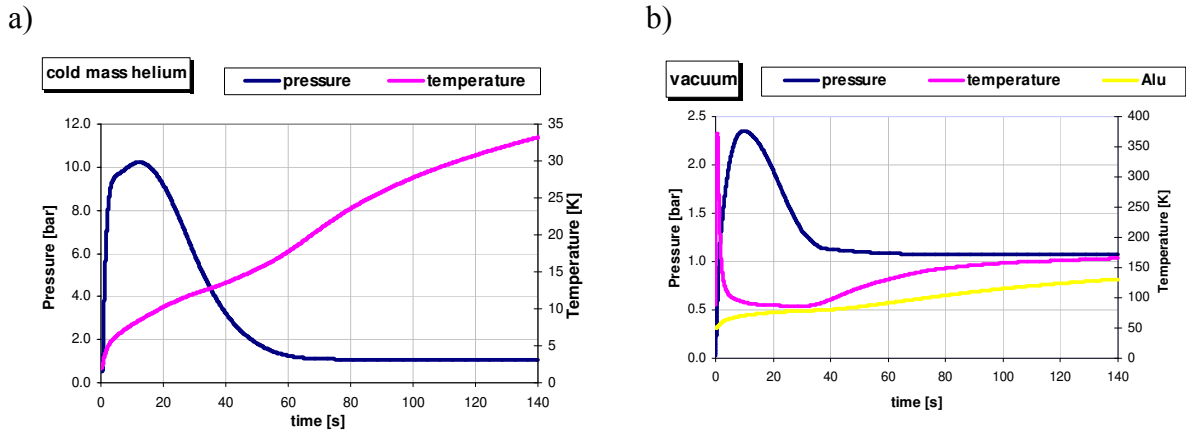 a)
cold mass helium
pressure temperature
12.0
10.0
8.0
6.0
4.0
2.0
0.0
Pressure [bar]
35
30
25
20
15
10
5
0
Temperature [K]
0 20 40 60 80 100 120 140
time [s]
b)
vacuum
pressure temperature Alu
2.5
2.0
1.5
1.0
0.5
0.0
Pressure [bar]
400
350
300
250
200
150
100
50
0
Temperature [K]
0 20 40 60 80 100 120 140
time [s]